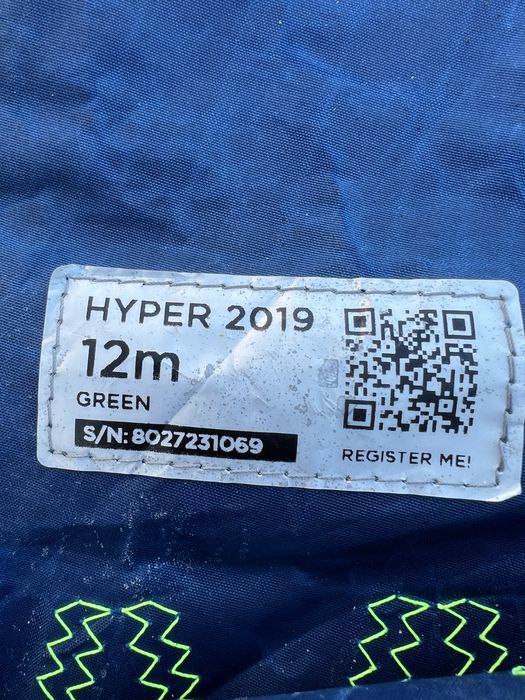 HYPER 2019
12m
GREEN
S/N: 8027231069
REGISTER ME!